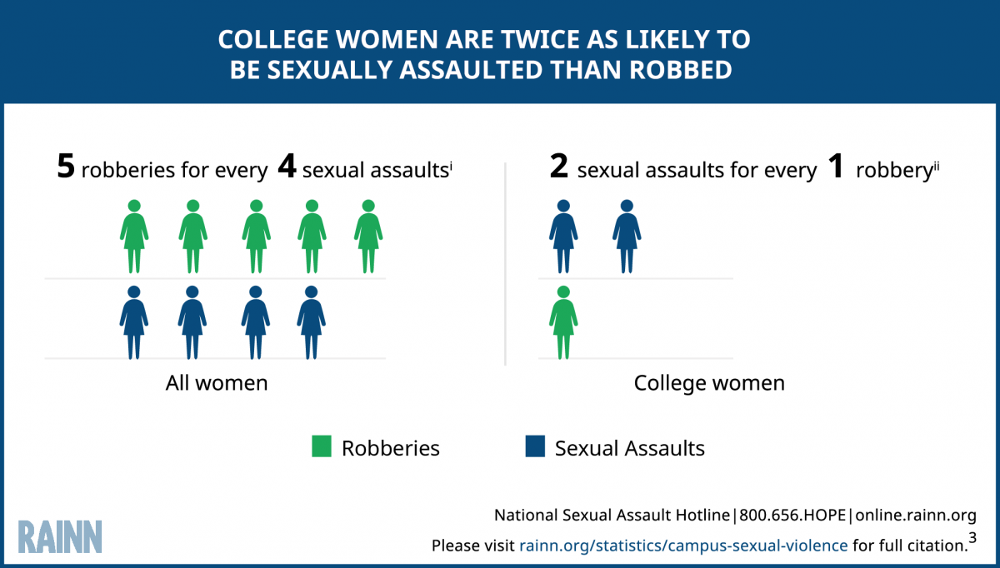 COLLEGE WOMEN ARE TWICE AS LIKELY TO
BE SEXUALLY ASSAULTED THAN ROBBED
5 robberies for every 4 sexual assaultsⁱ
2 sexual assaults for every 1 robberyⁱⁱ
All women
College women
Robberies
Sexual Assaults
RAINN
National Sexual Assault Hotline|800.656.HOPE|online.rainn.org
Please visit rainn.org/statistics/campus-sexual-violence for full citation.³